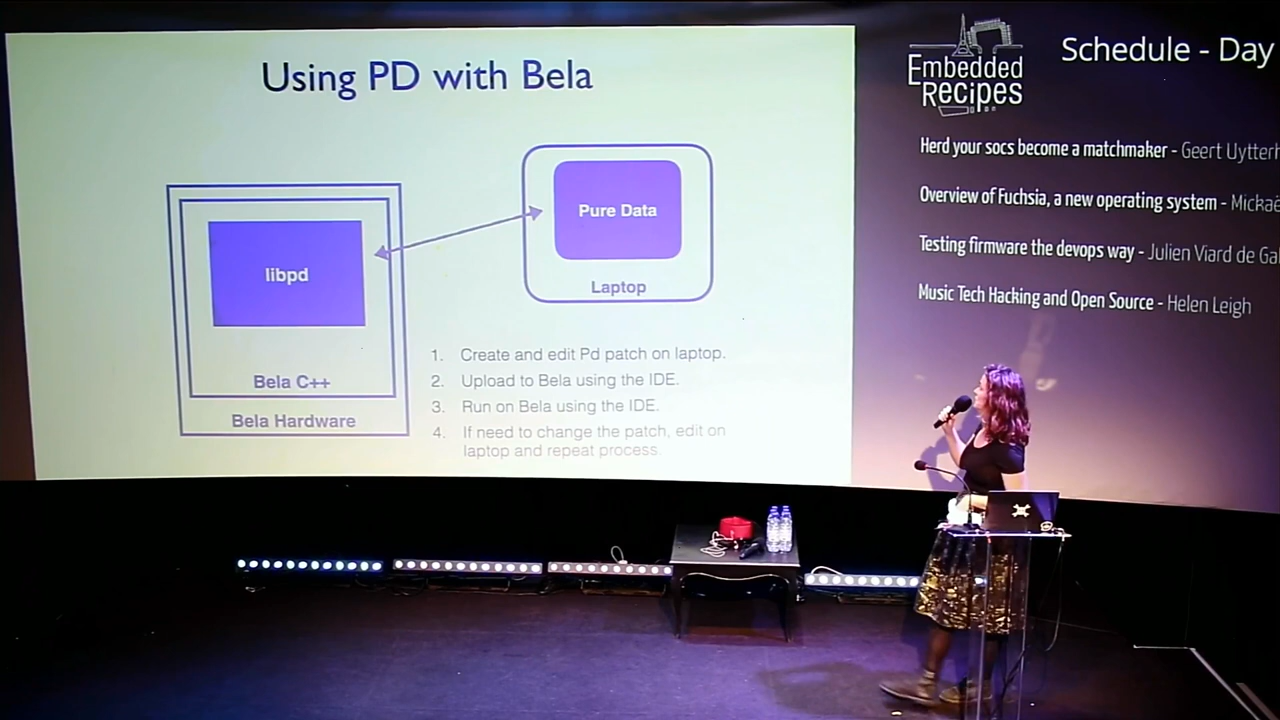 Using PD with Bela
Pure Data
libpd
Laptop
Bela C++
Bela Hardware
1. Create and edit Pd patch on laptop.
2. Upload to Bela using the IDE.
3. Run on Bela using the IDE.
4. If need to change the patch, edit on
laptop and repeat process.
Embedded
Recipes
Schedule - Day
Herd your socs become a matchmaker - Geert
Overview of Fuchsia, a new operating system -
Testing firmware the devops way - Julien Viard de
Music Tech Hacking and Open Source - Helen Leigh